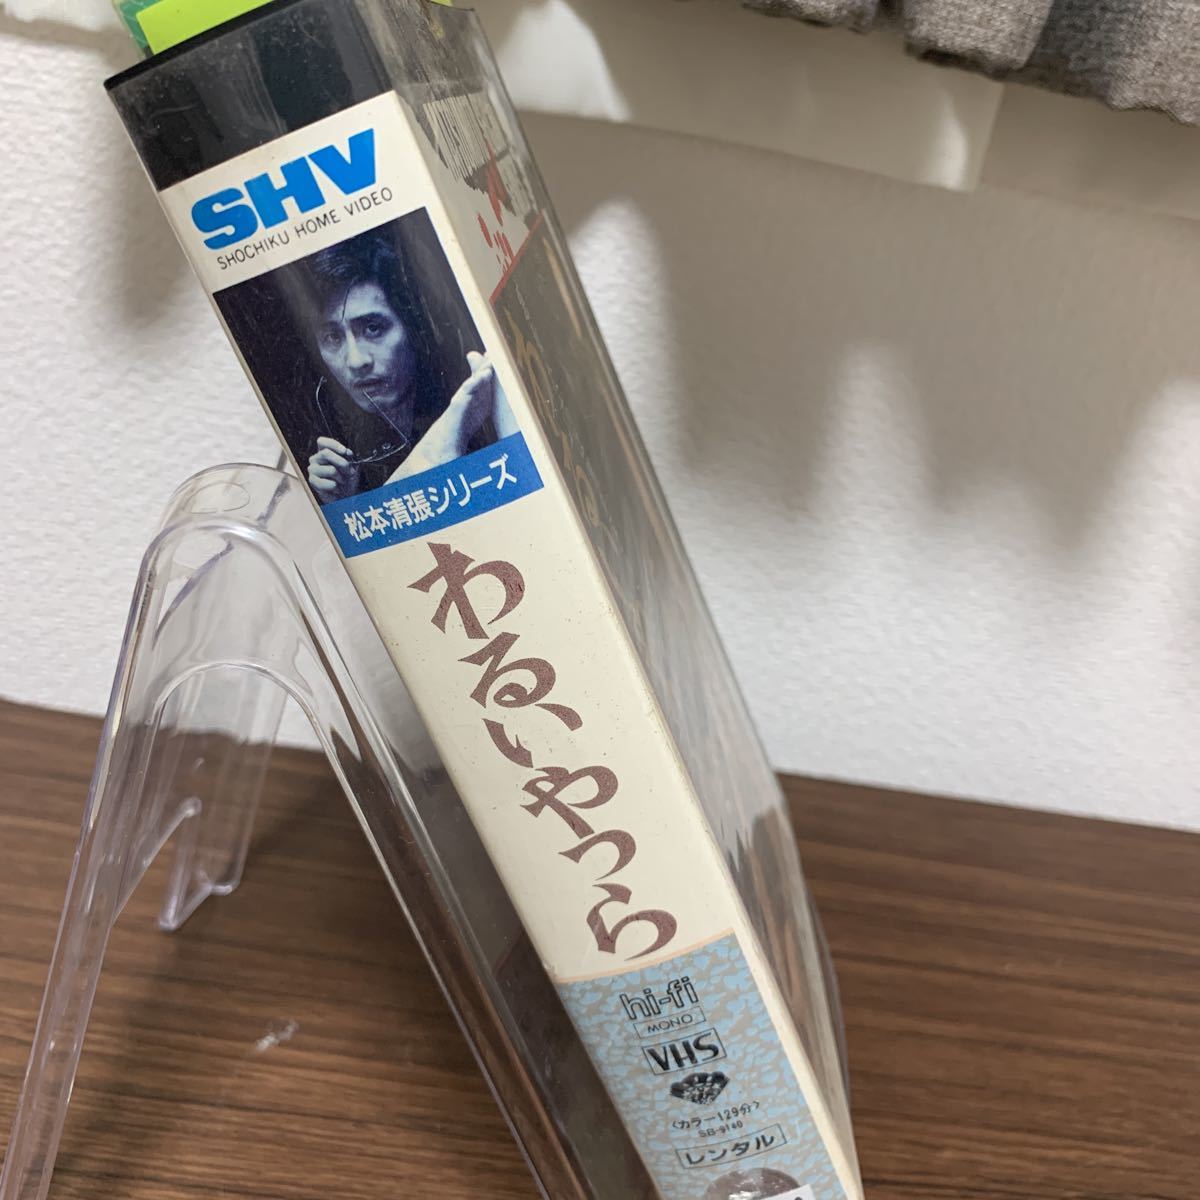 SHV
SHOCHIKU HOME VIDEO
松本清張シリーズ
わるいやつら
hi-fi
MONO
VHS
〈カラー129分〉
SB-9140
レンタル